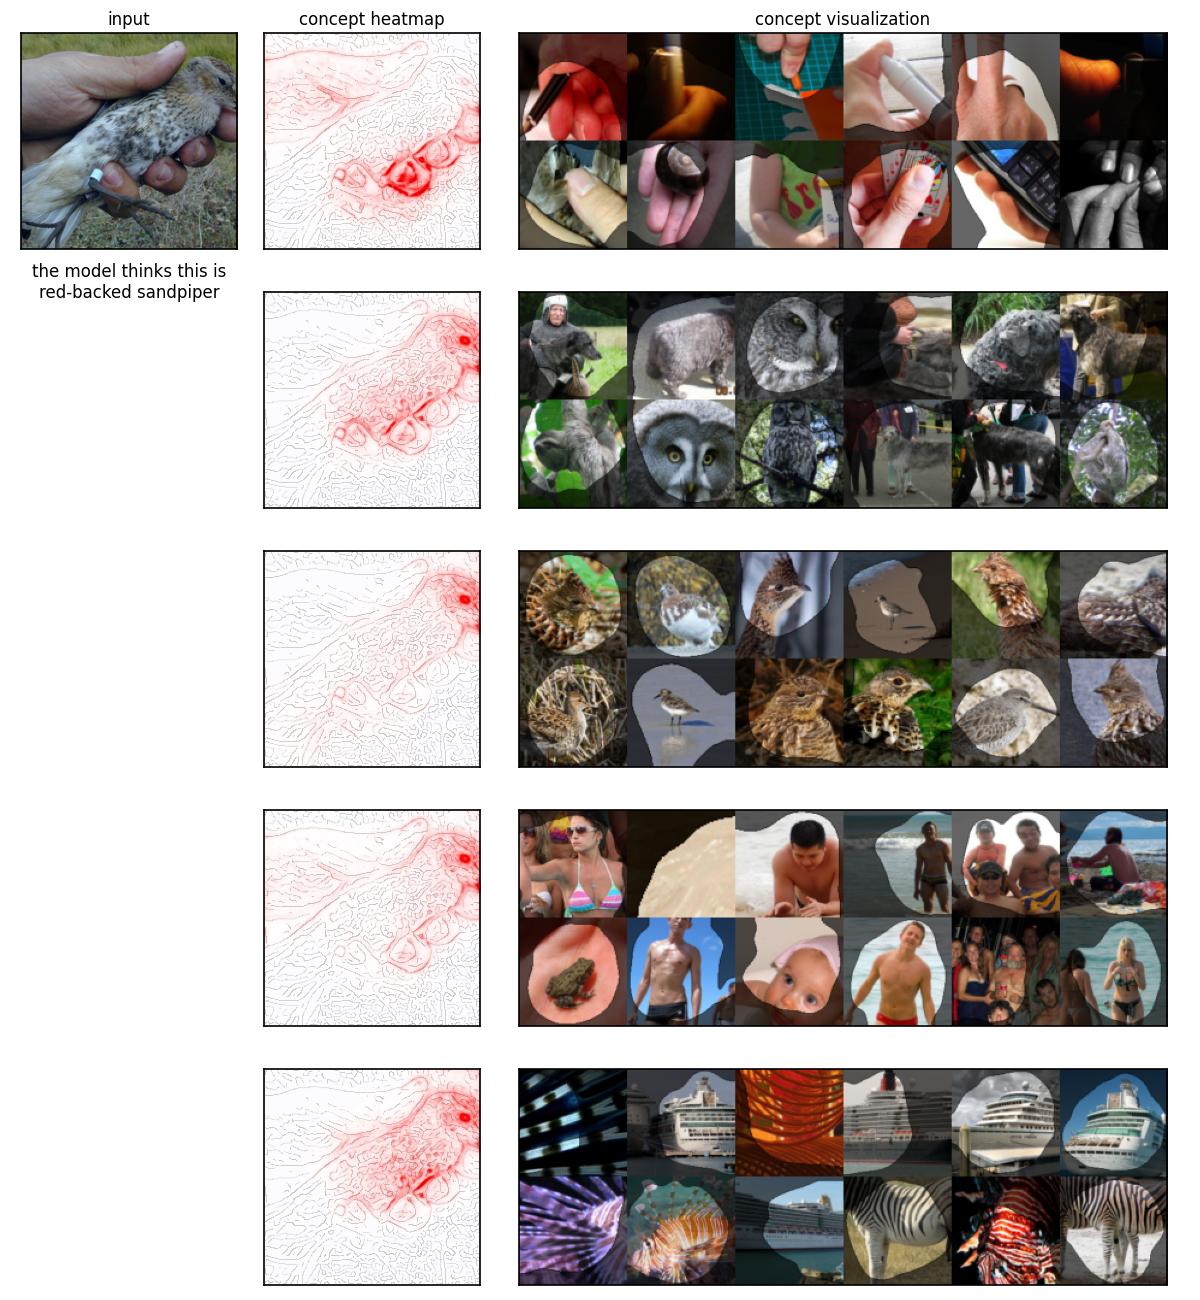 input
concept heatmap
concept visualization
the model thinks this is
red-backed sandpiper